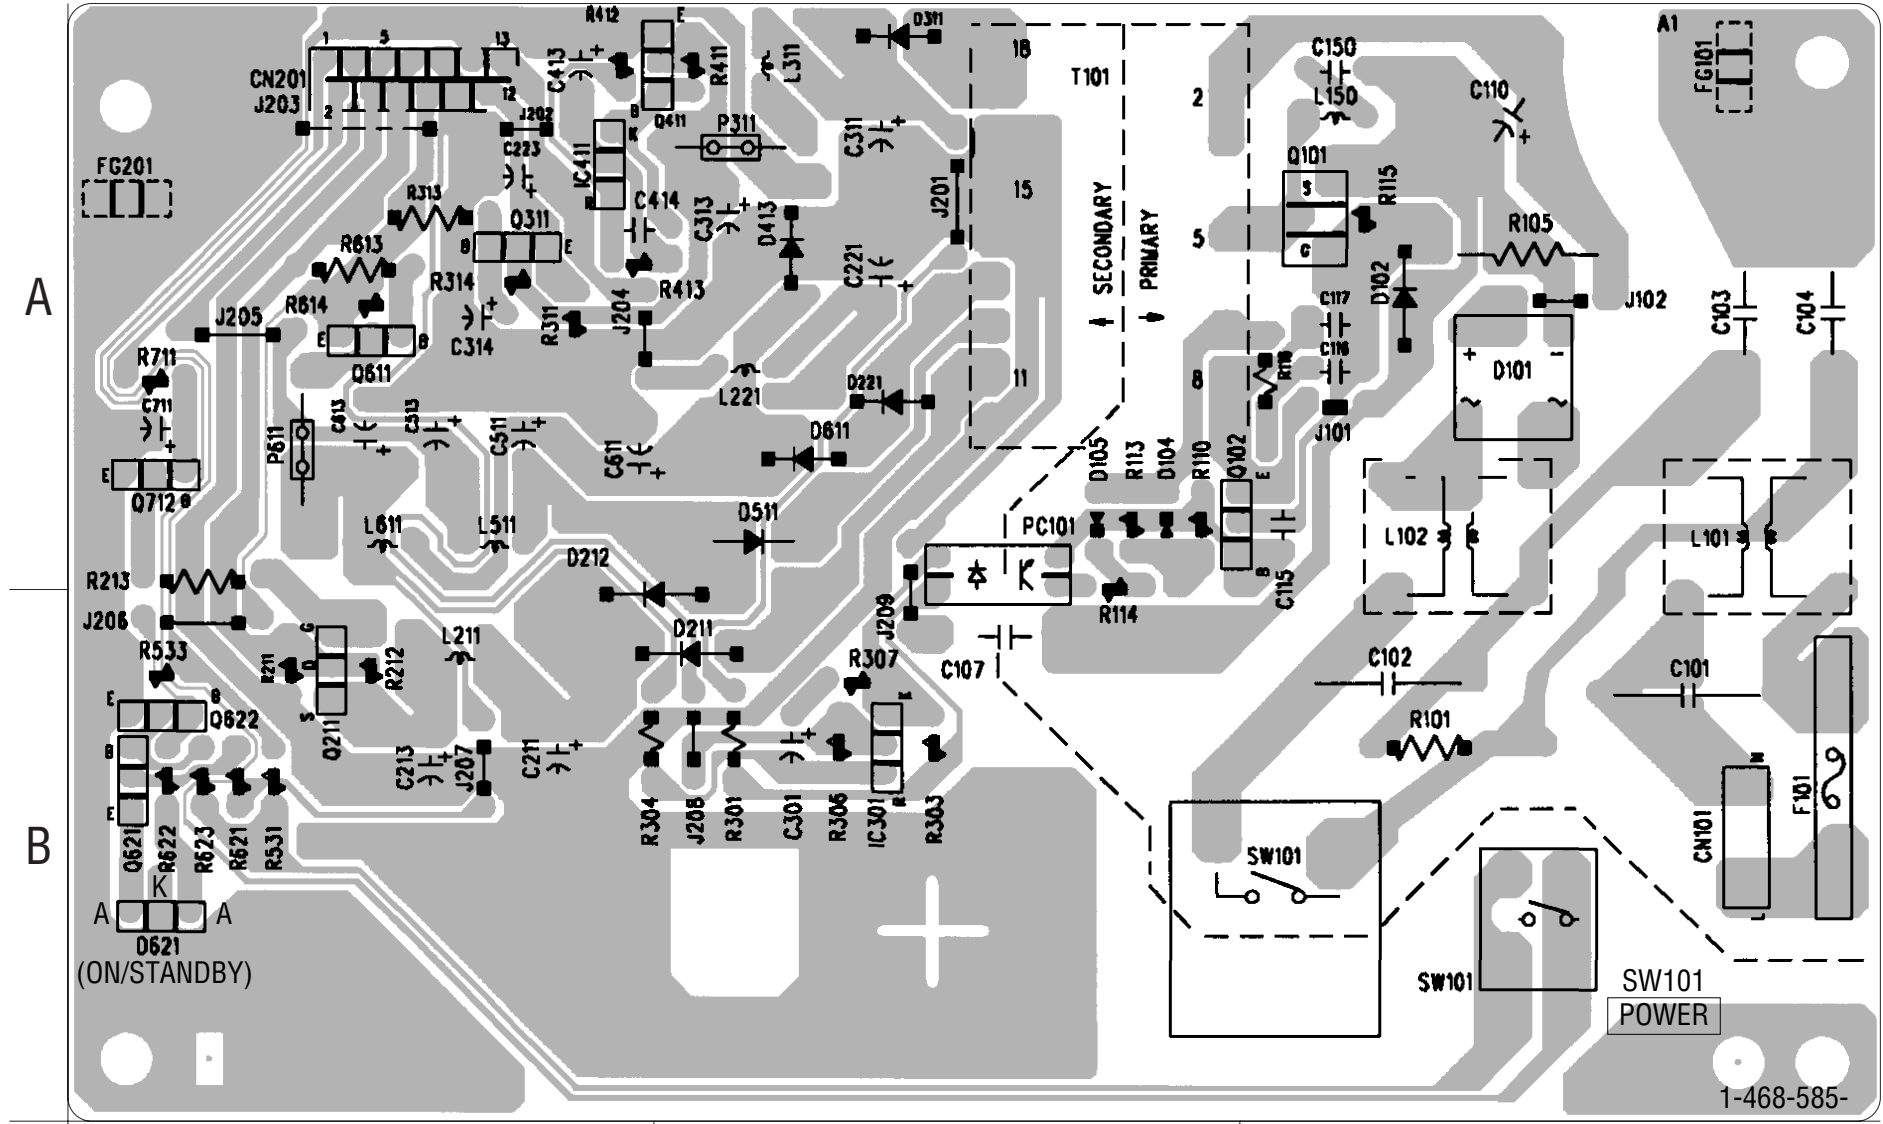 R412
E
D311
A1
1
5
13
18
C150
CN201
C413
R411
L311
T101
FG101
J203
2
12
B
J202
Q411
2
L150
C110
K
P311
C311
C223
Q101
FG201
IC411
S
R115
R313
R
C414
J201
15
Q311
C313
D413
SECONDARY
PRIMARY
R613
B
E
5
G
R105
C221
R314
D102
R614
R413
J102
A
J205
J204
C117
C103
C104
E
B
C314
R311
R711
C116
+
-
Q611
R116
D101
D221
11
8
L221
~
~
C711
C613
C513
J101
P611
C511
D611
C611
D105
R113
D104
R110
Q102
E
E
Q712
B
D511
L611
L511
PC101
L102
L101
D212
R213
B
C115
J209
R114
J206
G
D211
L211
R533
R211
D
R212
R307
C107
C102
C101
E
B
K
Q622
S
R101
B
Q211
C213
J207
C211
N
E
R
F101
Q621
R622
R623
R621
R531
R304
J208
R301
C301
R306
IC301
R303
CN101
B
SW101
K
L
A
A
D621
(ON/STANDBY)
SW101
SW101
POWER
1-468-585-